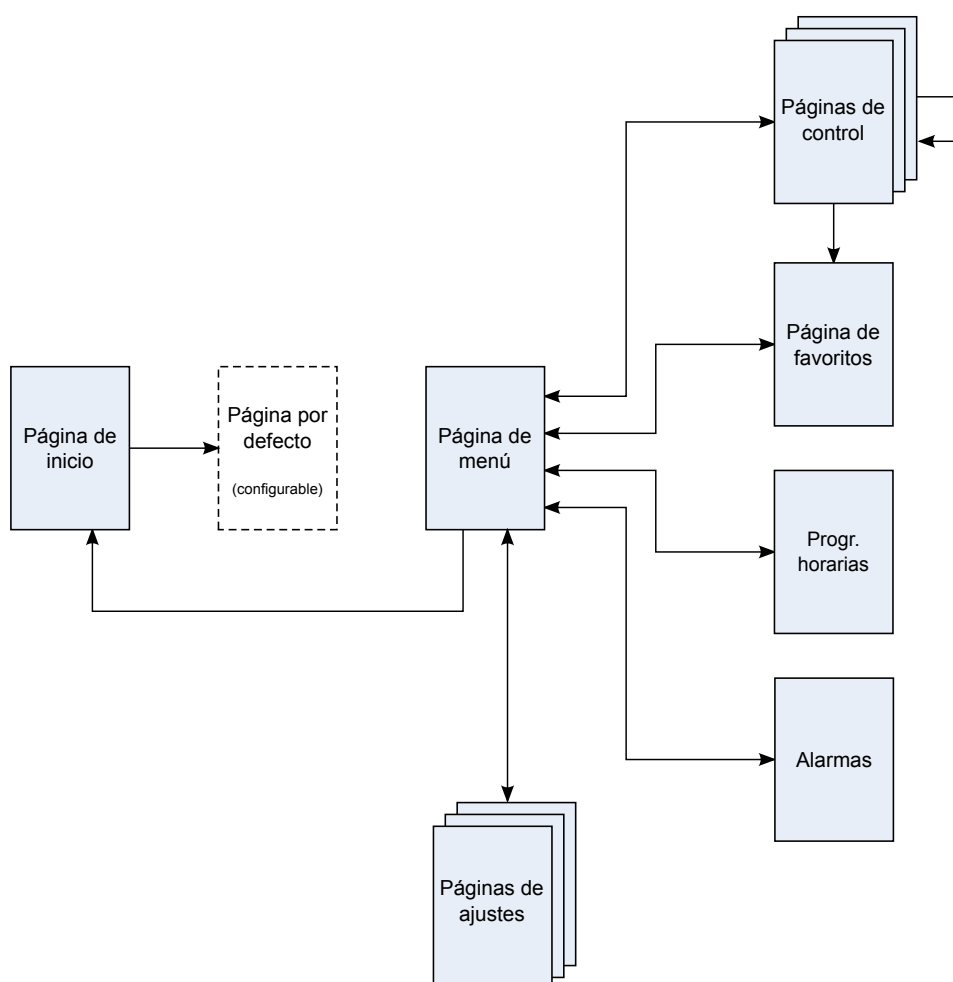 Páginas de
control
Página de
favoritos
Página de
inicio
Página por
defecto
(configurable)
Página de
menú
Progr.
horarias
Alarmas
Páginas de
ajustes